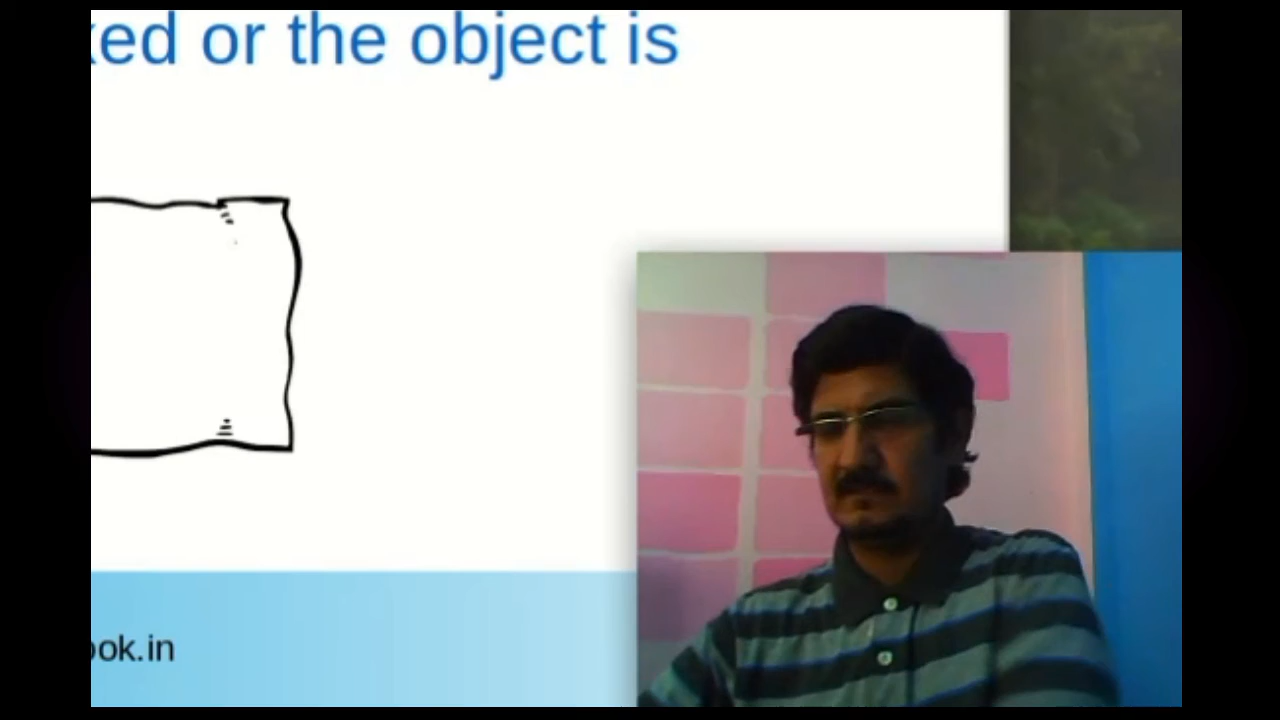 ked or the object is
ook.in